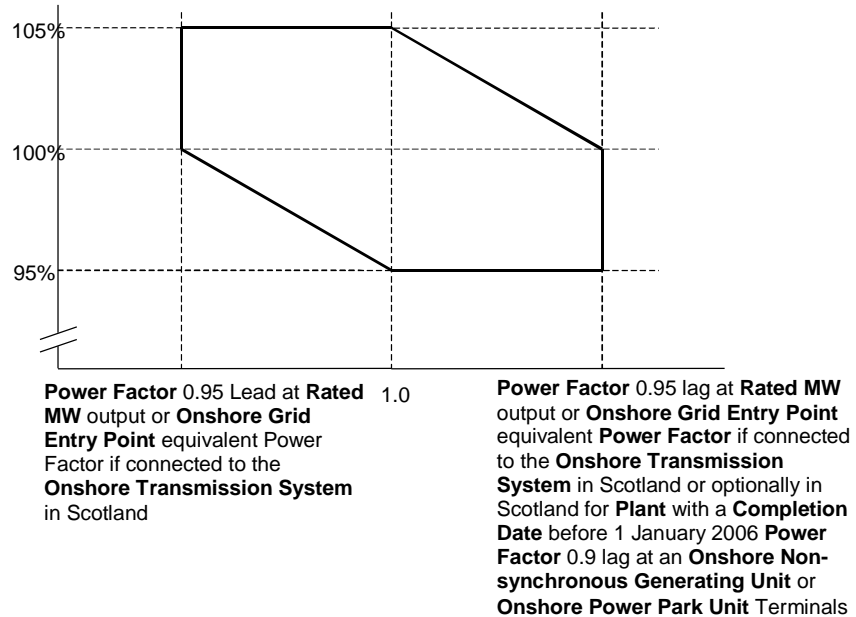 105%
100%
95%
Power Factor 0.95 Lead at Rated
MW output or Onshore Grid
Entry Point equivalent Power
Factor if connected to the
Onshore Transmission System
in Scotland
1.0
Power Factor 0.95 lag at Rated MW
output or Onshore Grid Entry Point
equivalent Power Factor if connected
to the Onshore Transmission
System in Scotland or optionally in
Scotland for Plant with a Completion
Date before 1 January 2006 Power
Factor 0.9 lag at an Onshore Non-
synchronous Generating Unit or
Onshore Power Park Unit Terminals